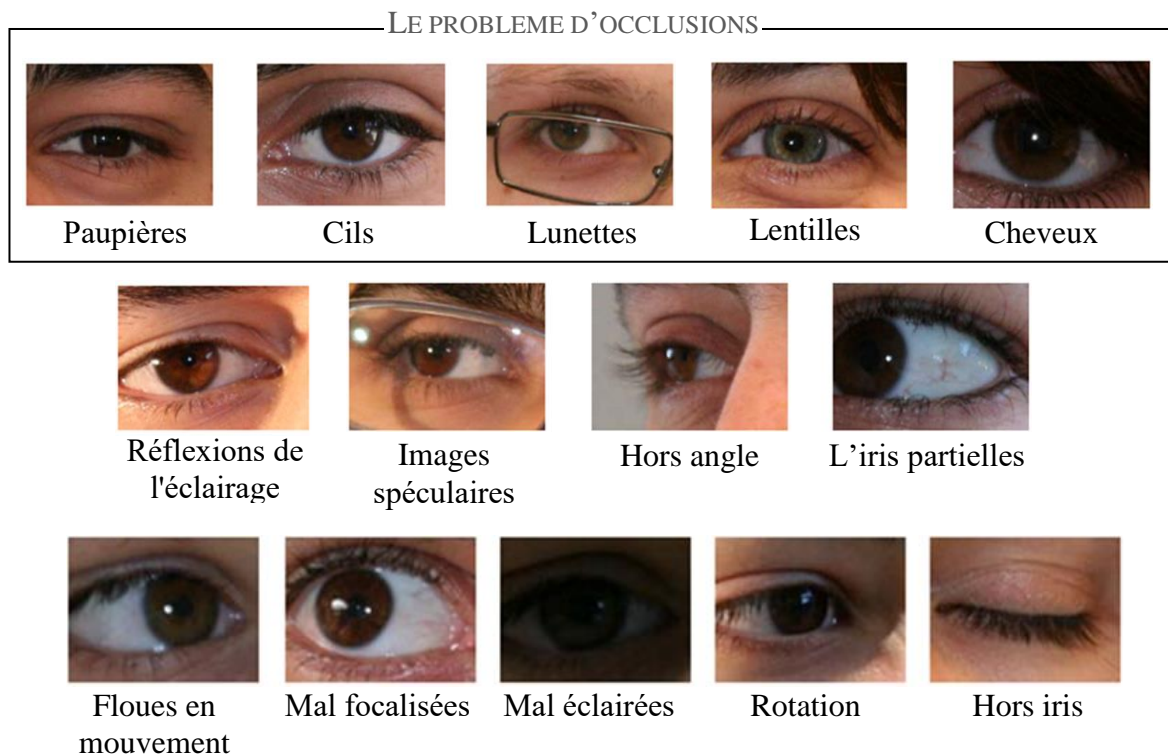 LE PROBLEME D'OCCLUSIONS
Paupières Cils Lunettes Lentilles Cheveux
Réflexions de l'éclairage
Images spéculaires
Hors angle
L'iris partielles
Floues en mouvement
Mal focalisées
Mal éclairées
Rotation
Hors iris